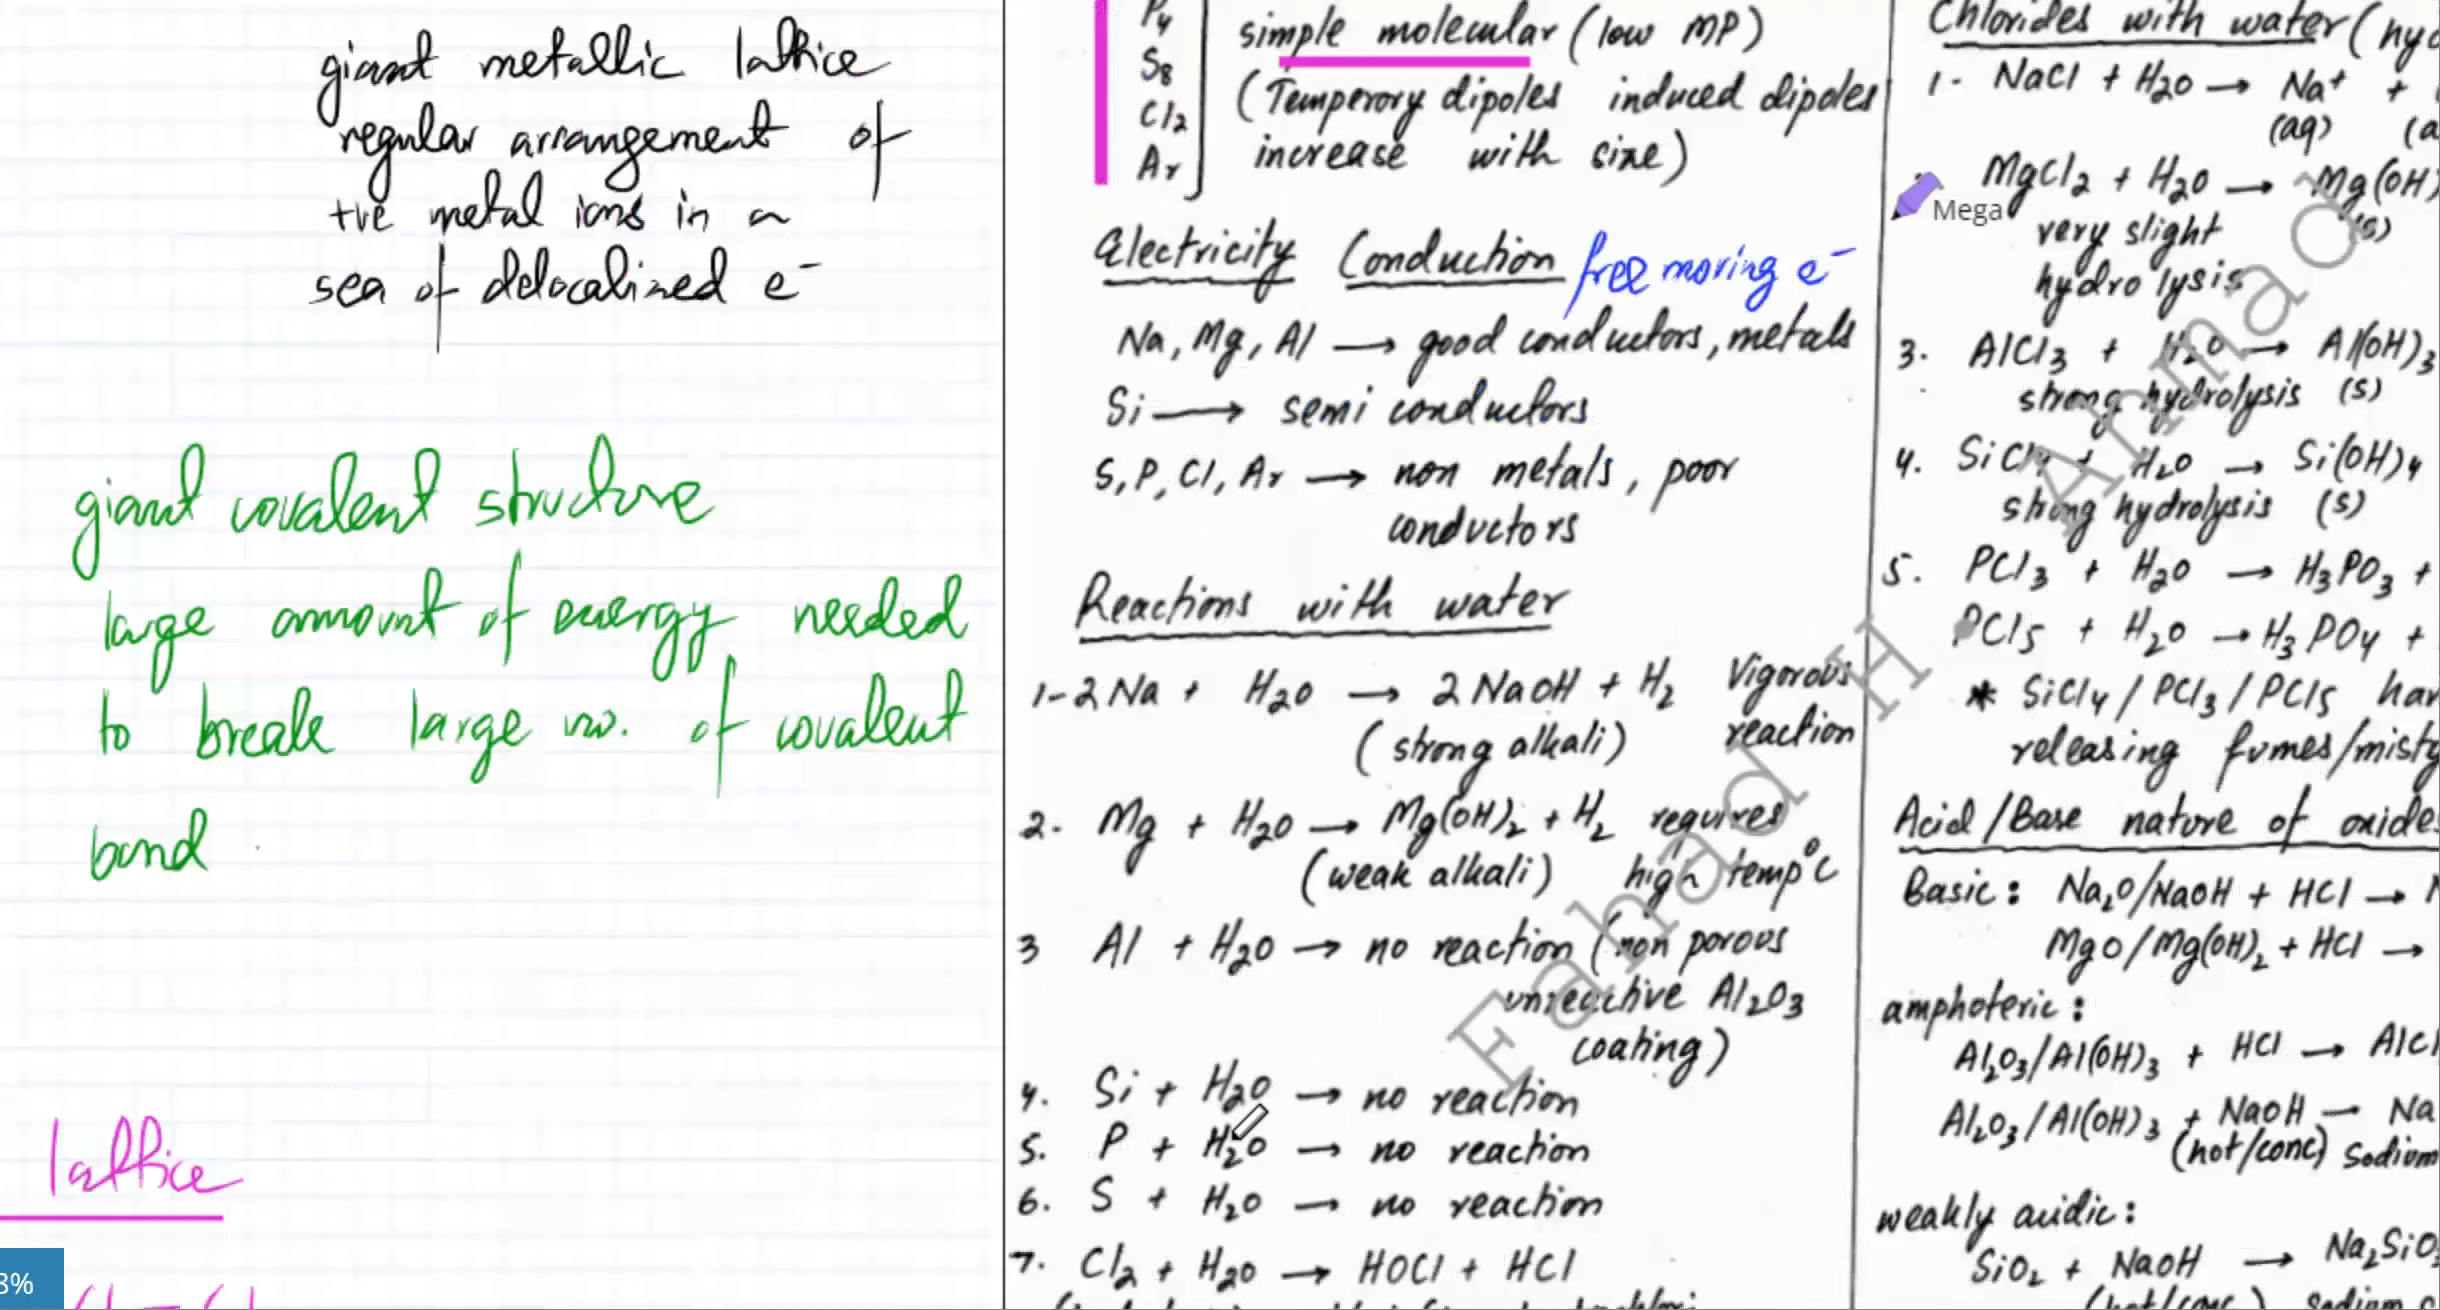 giant metallic lattice
regular arrangement of
+ve metal ions in a
sea of delocalized e⁻
giant covalent structure
large amount of energy needed
to break large no. of covalent
bond
lattice
3%
P₄
S₈
Cl₂
Ar
simple molecular (low MP)
(Temperory dipoles induced dipoles
increase with size)
Electricity Conduction free moving e⁻
Na, Mg, Al → good conductors, metals
Si → semi conductors
S, P, Cl, Ar → non metals, poor
conductors
Reactions with water
1- 2Na + H₂O → 2NaOH + H₂ Vigorous
(strong alkali) reaction
2. Mg + H₂O → Mg(OH)₂ + H₂ requires
(weak alkali) high temp°C
3 Al + H₂O → no reaction (non porous
unreactive Al₂O₃
coating)
4. Si + H₂O → no reaction
5. P + H₂O → no reaction
6. S + H₂O → no reaction
7. Cl₂ + H₂O → HOCl + HCl
Chlorides with water (hyd
1- NaCl + H₂O → Na⁺ +
(aq) (a
MgCl₂ + H₂O → Mg(OH)
Mega
very slight (s)
hydrolysis
3. AlCl₃ + H₂O → Al(OH)₃
strong hydrolysis (s)
4. SiCl₄ + H₂O → Si(OH)₄
strong hydrolysis (s)
5. PCl₃ + H₂O → H₃PO₃ +
PCl₅ + H₂O → H₃PO₄ +
* SiCl₄ / PCl₃ / PCl₅ hav
releasing fumes/misty
Acid/Base nature of oxides
Basic: Na₂O/NaOH + HCl →
MgO/Mg(OH)₂ + HCl →
amphoteric:
Al₂O₃/Al(OH)₃ + HCl → AlCl
Al₂O₃/Al(OH)₃ + NaOH → Na
(hot/conc) sodium
weakly acidic:
SiO₂ + NaOH → Na₂SiO₃
(hot/conc)
Fahad H Ahmad